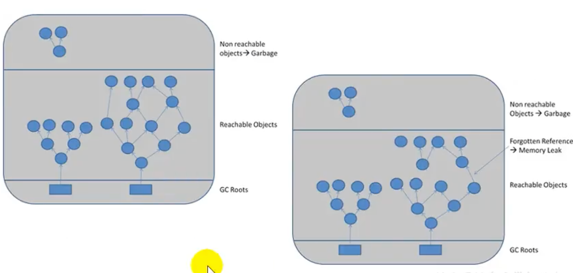 Non reachable
objects→ Garbage
Reachable Objects
GC Roots
Non reachable
Objects → Garbage
Forgotten Reference
→ Memory Leak
Reachable Objects
GC Roots